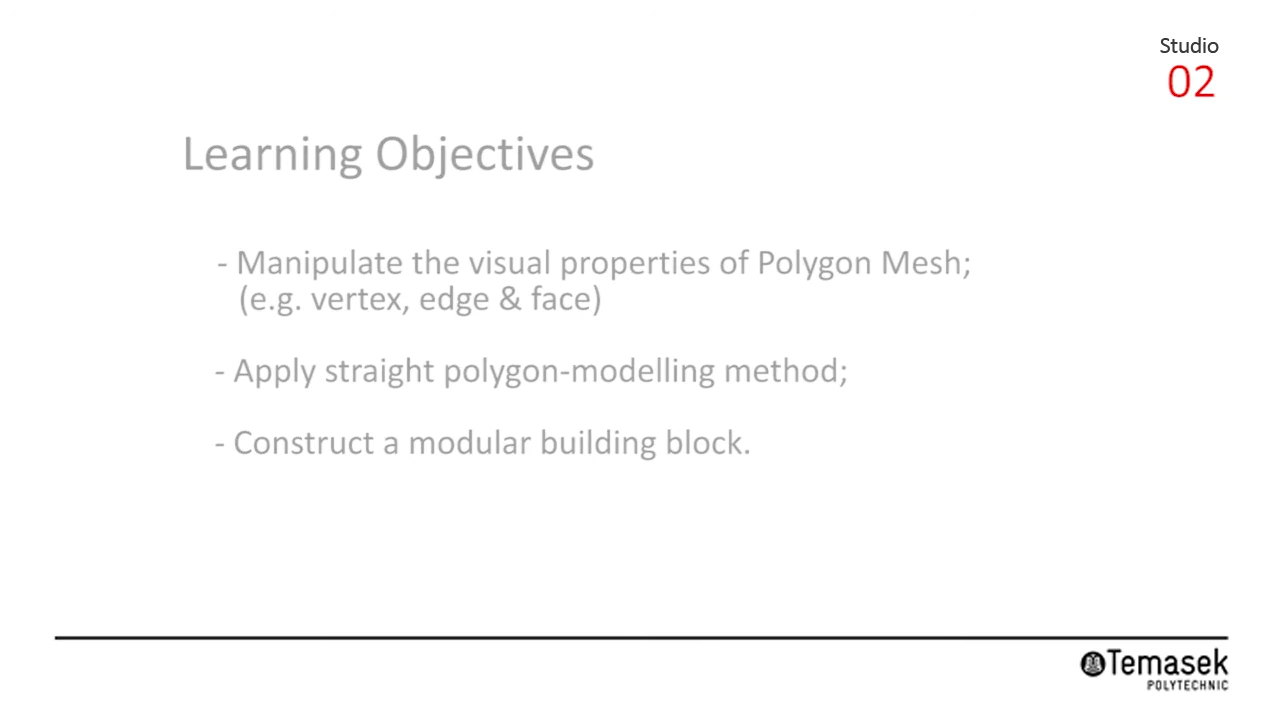 Studio
02
Learning Objectives
- Manipulate the visual properties of Polygon Mesh;
(e.g. vertex, edge & face)
- Apply straight polygon-modelling method;
- Construct a modular building block.
Temasek
POLYTECHNIC